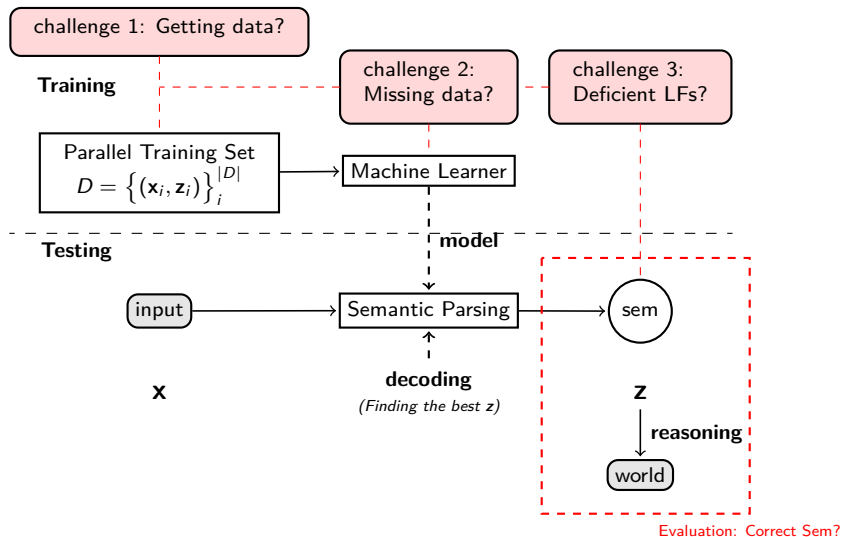 challenge 1: Getting data?
Training
challenge 2:
Missing data?
challenge 3:
Deficient LFs?
Parallel Training Set
D = {(x_i, z_i)}_i^{|D|}
Machine Learner
model
Testing
input
Semantic Parsing
sem
decoding
(Finding the best z)
x
z
reasoning
world
Evaluation: Correct Sem?